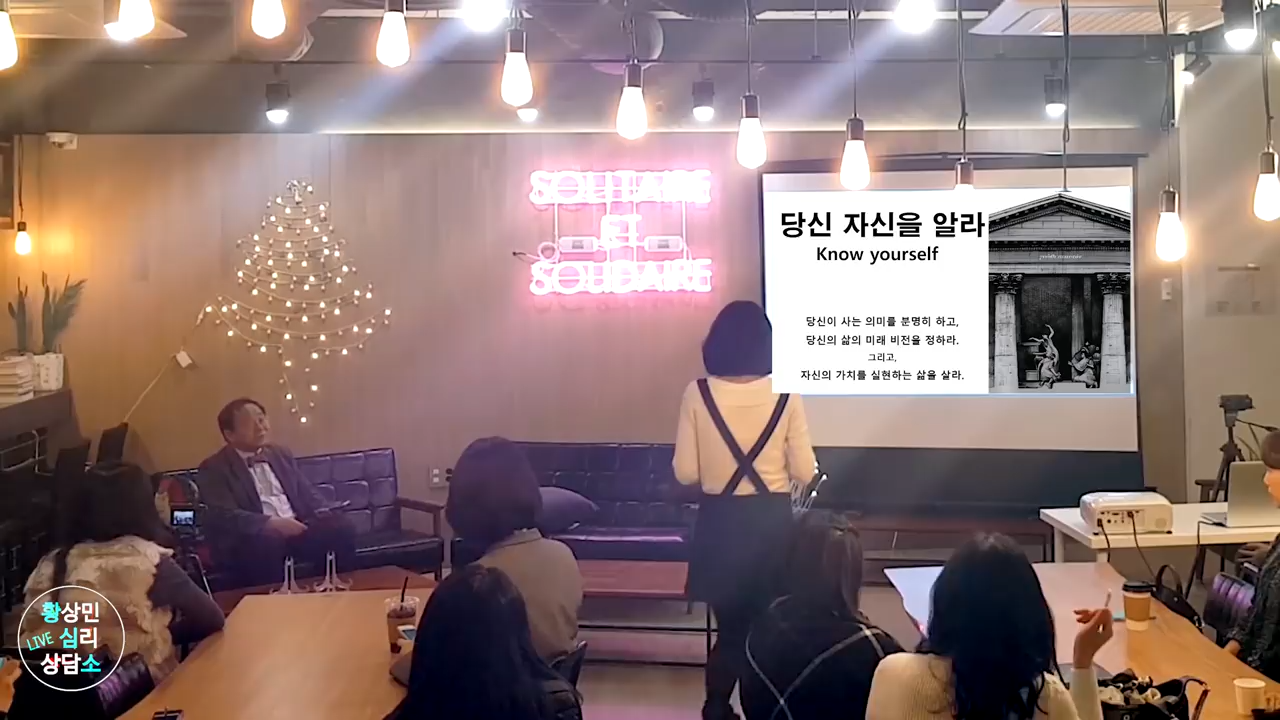 SOLITAIRE
ET
SOLIDAIRE
당신 자신을 알라
Know yourself
당신이 사는 의미를 분명히 하고,
당신의 삶의 미래 비전을 정하라.
그리고,
자신의 가치를 실현하는 삶을 살라.
황상민
LIVE 심리
상담소